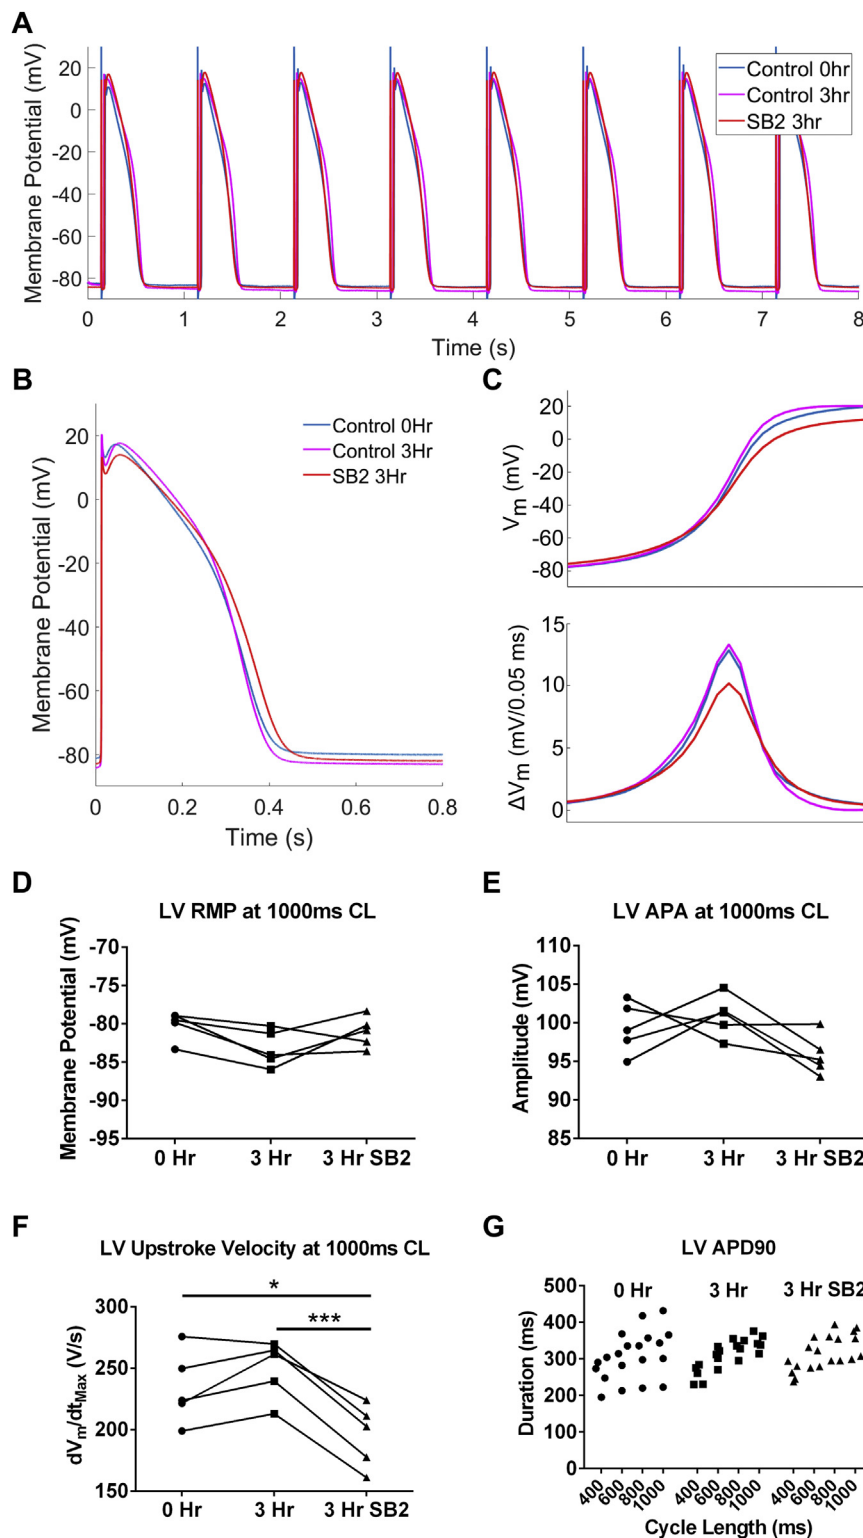 A
Membrane Potential (mV)
20
0
-20
-40
-60
-80
Control 0hr
Control 3hr
SB2 3hr
0 1 2 3 4 5 6 7 8
Time (s)
B
Membrane Potential (mV)
20
0
-20
-40
-60
-80
Control 0Hr
Control 3Hr
SB2 3Hr
0 0.2 0.4 0.6 0.8
Time (s)
C
Vm (mV)
20
0
-20
-40
-60
-80
ΔVm (mV/0.05 ms)
15
10
5
0
D
LV RMP at 1000ms CL
Membrane Potential (mV)
-70
-75
-80
-85
-90
-95
0 Hr 3 Hr 3 Hr SB2
E
LV APA at 1000ms CL
Amplitude (mV)
110
105
100
95
90
85
0 Hr 3 Hr 3 Hr SB2
F
LV Upstroke Velocity at 1000ms CL
dVm/dtMax (V/s)
300
250
200
150
*
***
0 Hr 3 Hr 3 Hr SB2
G
LV APD90
Duration (ms)
500
400
300
200
100
0
0 Hr 3 Hr 3 Hr SB2
400 600 800 1000 400 600 800 1000 400 600 800 1000
Cycle Length (ms)